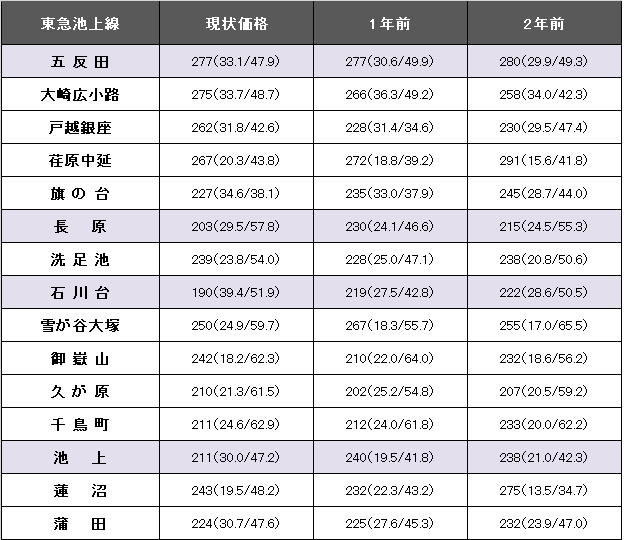 東急池上線 現状価格 1年前 2年前
五反田 277(33.1/47.9) 277(30.6/49.9) 280(29.9/49.3)
大崎広小路 275(33.7/48.7) 266(36.3/49.2) 258(34.0/42.3)
戸越銀座 262(31.8/42.6) 228(31.4/34.6) 230(29.5/47.4)
荏原中延 267(20.3/43.8) 272(18.8/39.2) 291(15.6/41.8)
旗の台 227(34.6/38.1) 235(33.0/37.9) 245(28.7/44.0)
長原 203(29.5/57.8) 230(24.1/46.6) 215(24.5/55.3)
洗足池 239(23.8/54.0) 228(25.0/47.1) 238(20.8/50.6)
石川台 190(39.4/51.9) 219(27.5/42.8) 222(28.6/50.5)
雪が谷大塚 250(24.9/59.7) 267(18.3/55.7) 255(17.0/65.5)
御嶽山 242(18.2/62.3) 210(22.0/64.0) 232(18.6/56.2)
久が原 210(21.3/61.5) 202(25.2/54.8) 207(20.5/59.2)
千鳥町 211(24.6/62.9) 212(24.0/61.8) 233(20.0/62.2)
池上 211(30.0/47.2) 240(19.5/41.8) 238(21.0/42.3)
蓮沼 243(19.5/48.2) 232(22.3/43.2) 275(13.5/34.7)
蒲田 224(30.7/47.6) 225(27.6/45.3) 232(23.9/47.0)